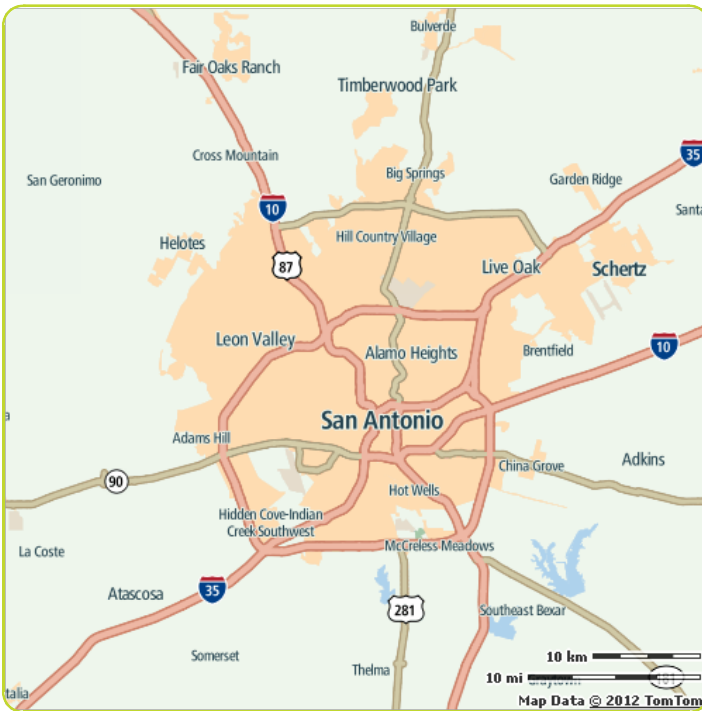 Bulverde
Fair Oaks Ranch
Timberwood Park
35
Cross Mountain
Big Springs
San Geronimo
Garden Ridge
10
Santa
Helotes
Hill Country Village
87
Live Oak
Schertz
Leon Valley
Alamo Heights
Brentfield
10
a
San Antonio
Adams Hill
China Grove
Adkins
90
Hot Wells
Hidden Cove-Indian
Creek Southwest
La Coste
McCreless Meadows
Atascosa
35
281
Southeast Bexar
Somerset
Thelma
10 km
10 mi
181
talia
Map Data © 2012 TomTom